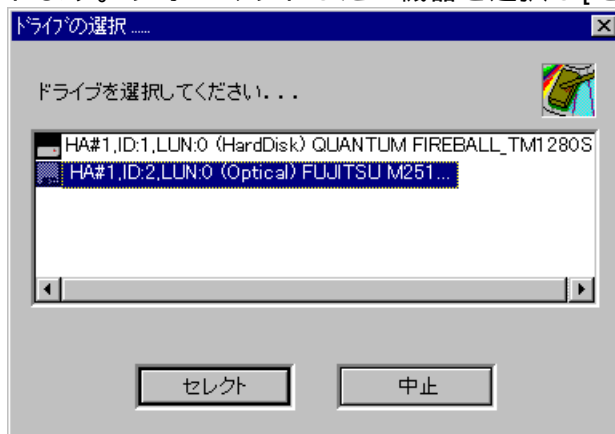 ドライブの選択 .....
ドライブを選択してください...
HA#1,ID:1,LUN:0 (HardDisk) QUANTUM FIREBALL_TM1280S
HA#1,ID:2,LUN:0 (Optical) FUJITSU M251...
セレクト
中止